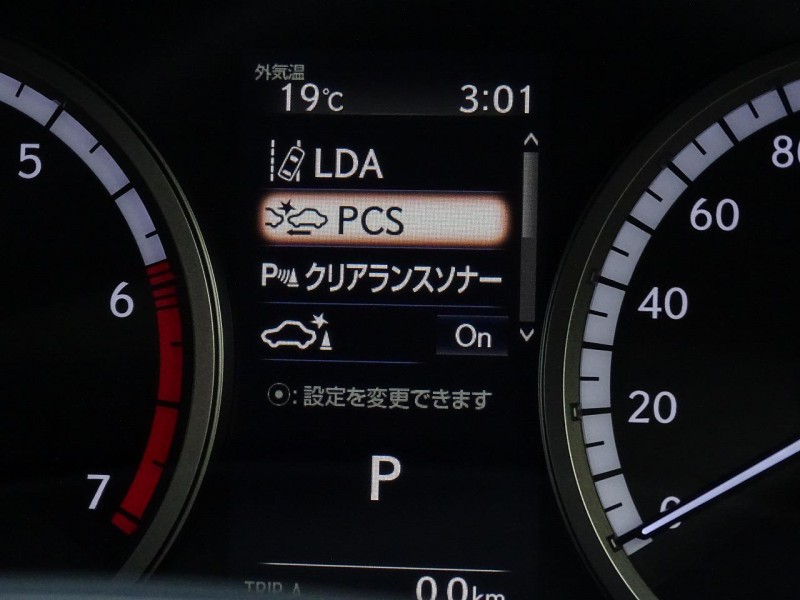 外気温
19℃ 3:01
LDA
PCS
P クリアランスソナー
On
⦿: 設定を変更できます
P
TRIP A 0.0km
5
6
7
80
60
40
20
0